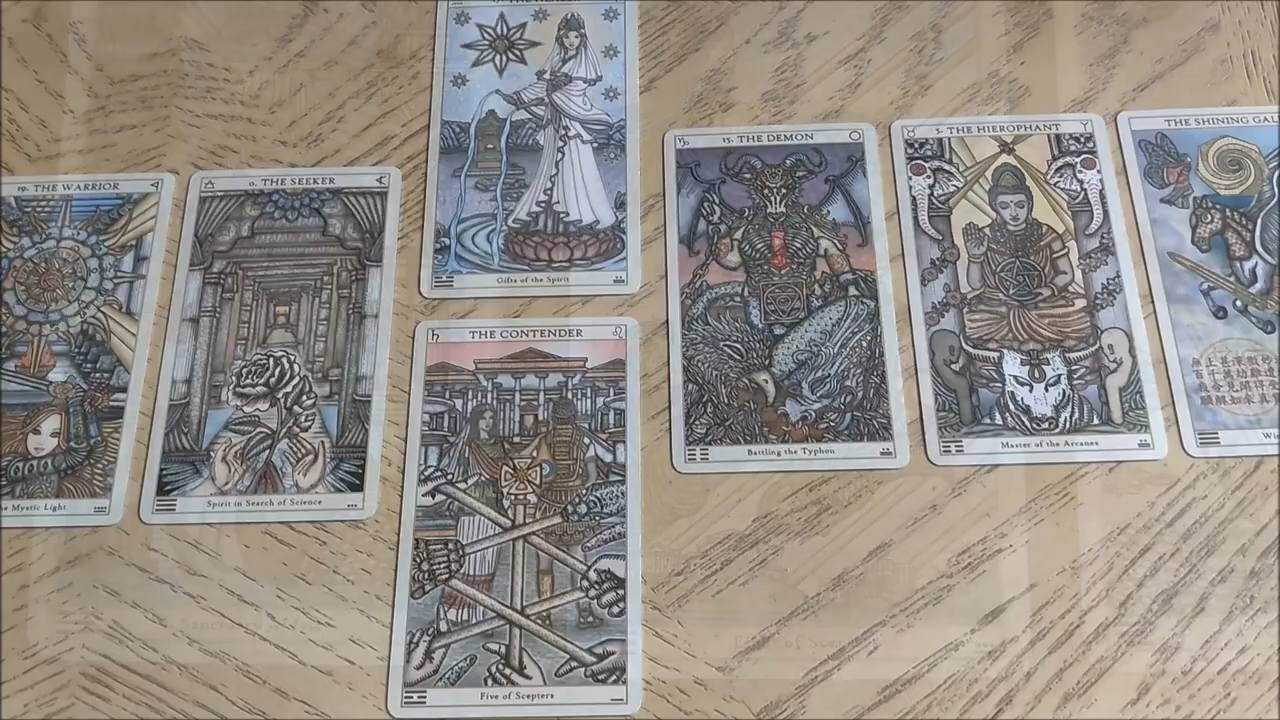 19. THE WARRIOR
he Mystic Light
0. THE SEEKER
Spirit in Search of Science
Gifts of the Spirit
THE CONTENDER
Five of Scepters
15. THE DEMON
Battling the Typhon
5. THE HIEROPHANT
Master of the Arcanes
THE SHINING GAL
Wi